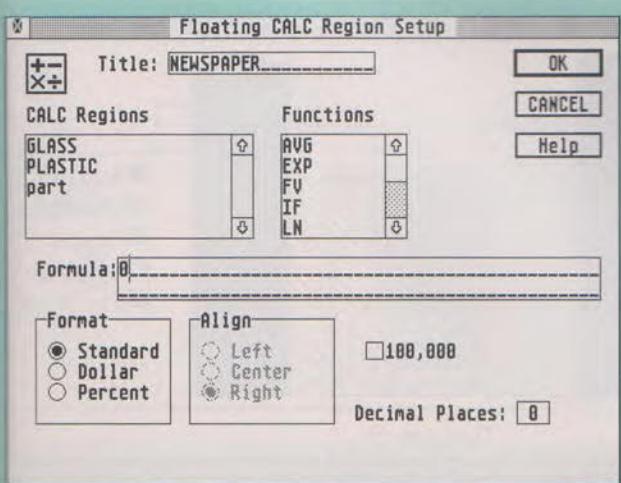 Floating CALC Region Setup
Title: NEWSPAPER
OK
CANCEL
Help
CALC Regions
GLASS
PLASTIC
part
Functions
AVG
EXP
FV
IF
LN
Formula: 0
Format
Standard
Dollar
Percent
Align
Left
Center
Right
100,000
Decimal Places: 0